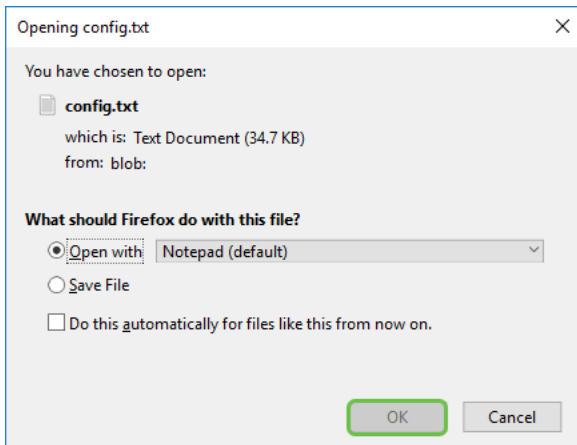 Opening config.txt
You have chosen to open:
config.txt
which is: Text Document (34.7 KB)
from: blob:
What should Firefox do with this file?
Open with Notepad (default)
Save File
Do this automatically for files like this from now on.
OK Cancel